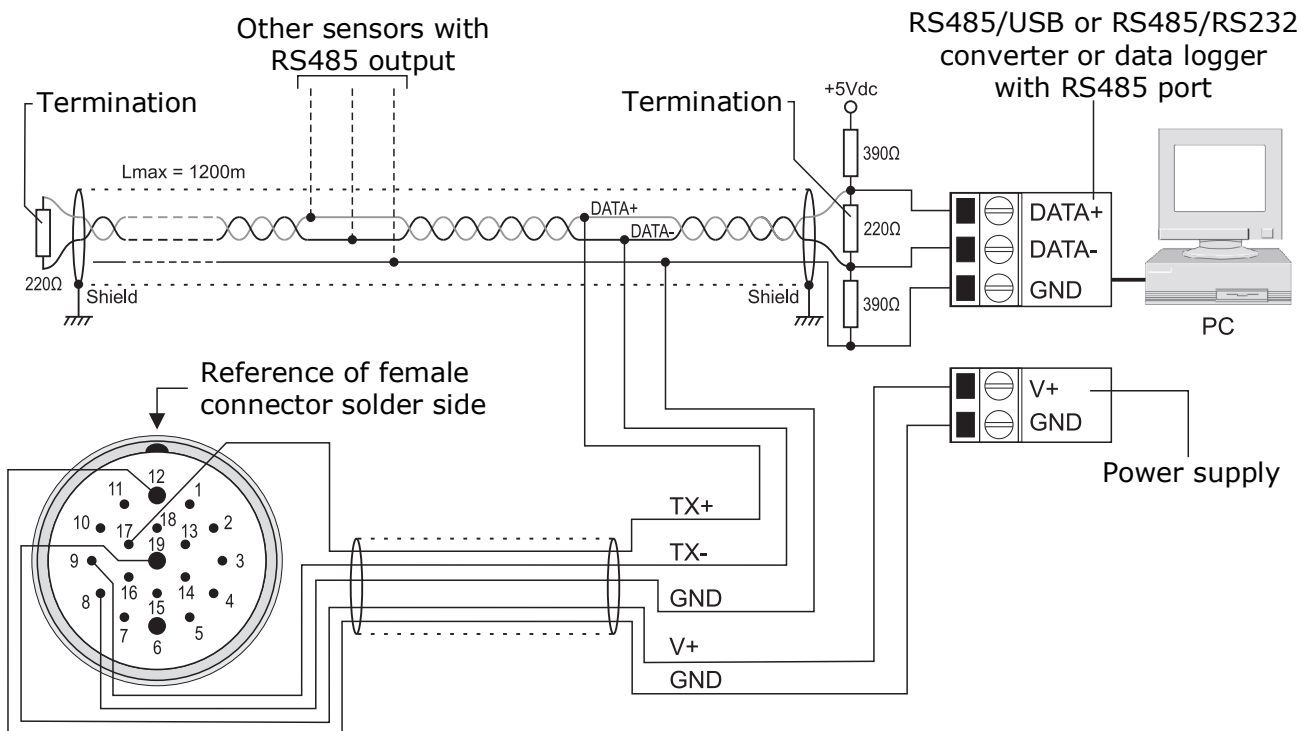 Other sensors with
RS485 output
RS485/USB or RS485/RS232
converter or data logger
with RS485 port
Termination
Termination
+5Vdc
390Ω
Lmax = 1200m
DATA+
DATA-
220Ω
220Ω
Shield
Shield
390Ω
DATA+
DATA-
GND
PC
Reference of female
connector solder side
V+
GND
Power supply
12
11
1
10
17
18
13
2
19
9
3
8
16
15
14
4
7
6
5
TX+
TX-
GND
V+
GND